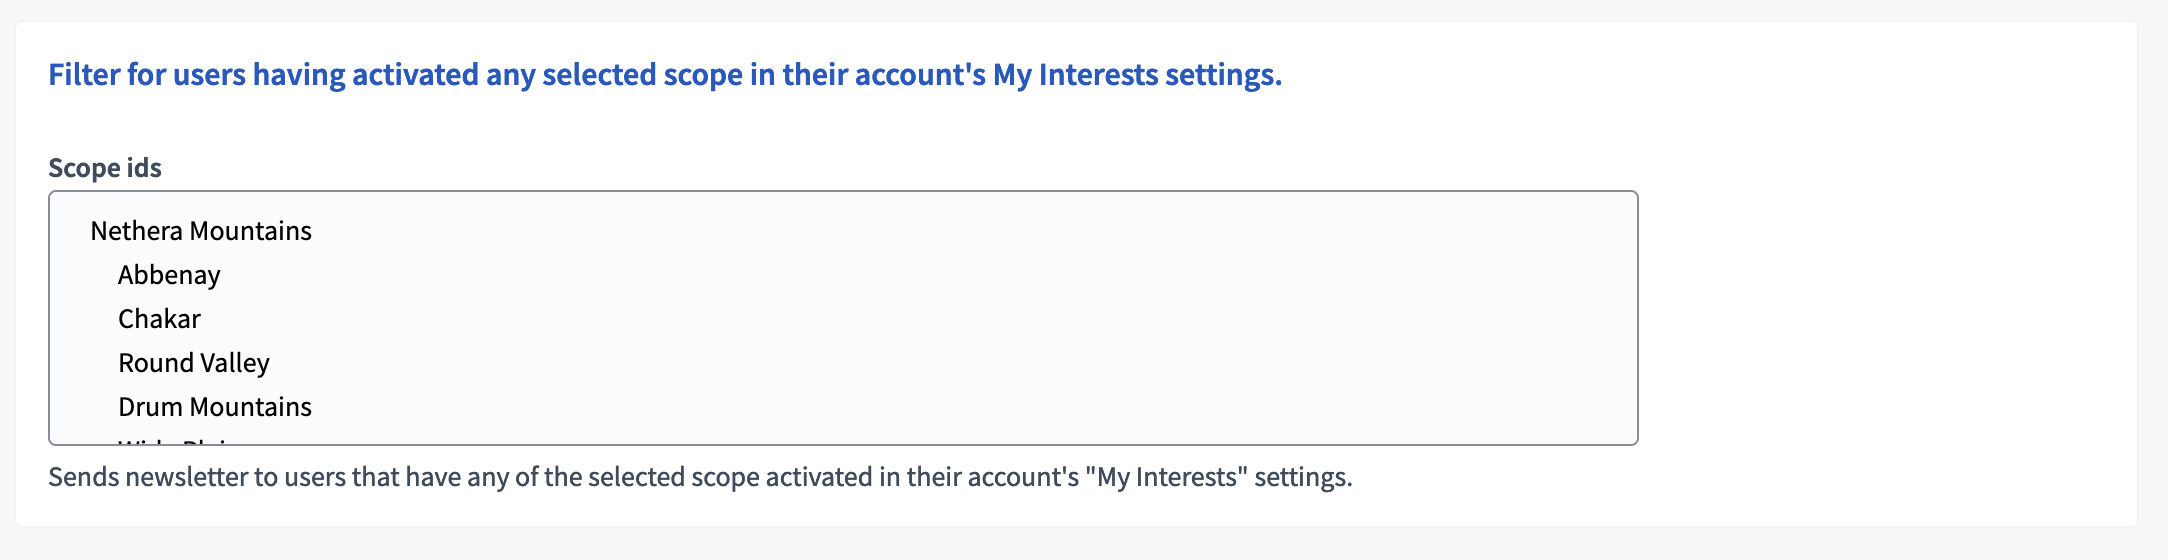 Filter for users having activated any selected scope in their account's My Interests settings.
Scope ids
Nethera Mountains
Abbenay
Chakar
Round Valley
Drum Mountains
Sends newsletter to users that have any of the selected scope activated in their account's "My Interests" settings.